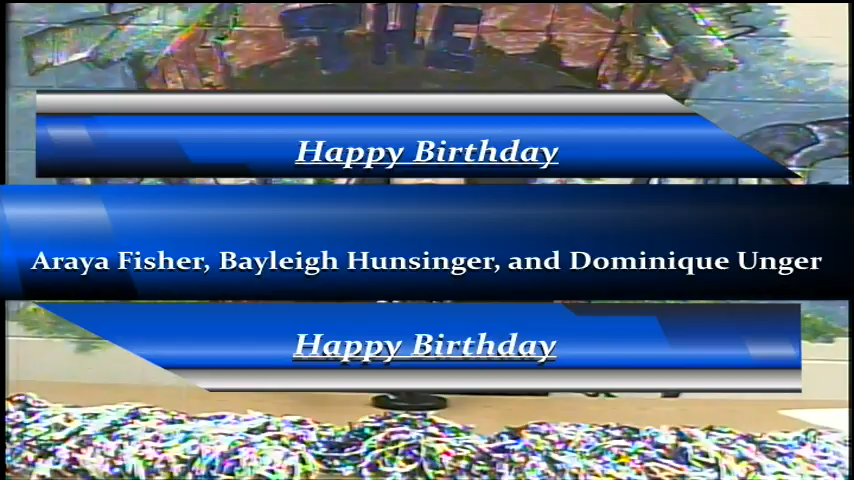 THE
Happy Birthday
Araya Fisher, Bayleigh Hunsinger, and Dominique Unger
Happy Birthday